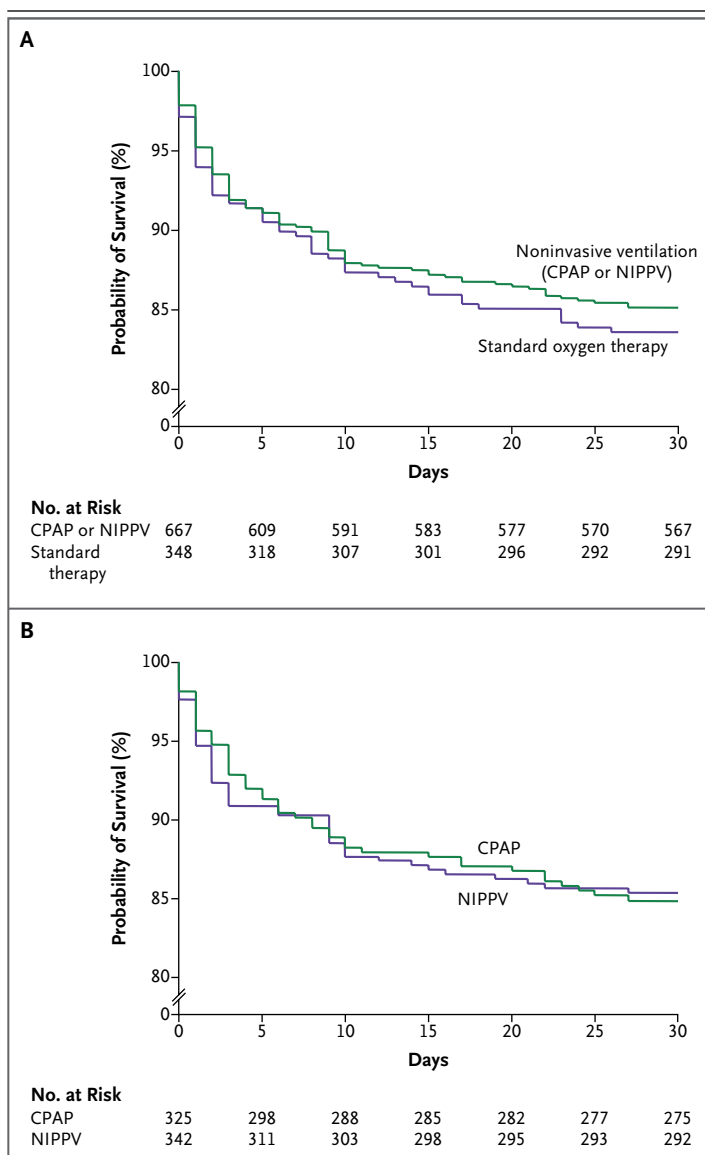 A
100
95
90
85
80
0
Probability of Survival (%)
Noninvasive ventilation
(CPAP or NIPPV)
Standard oxygen therapy
0 5 10 15 20 25 30
Days
No. at Risk
CPAP or NIPPV 667 609 591 583 577 570 567
Standard 348 318 307 301 296 292 291
therapy
B
100
95
90
85
80
0
Probability of Survival (%)
CPAP
NIPPV
0 5 10 15 20 25 30
Days
No. at Risk
CPAP 325 298 288 285 282 277 275
NIPPV 342 311 303 298 295 293 292